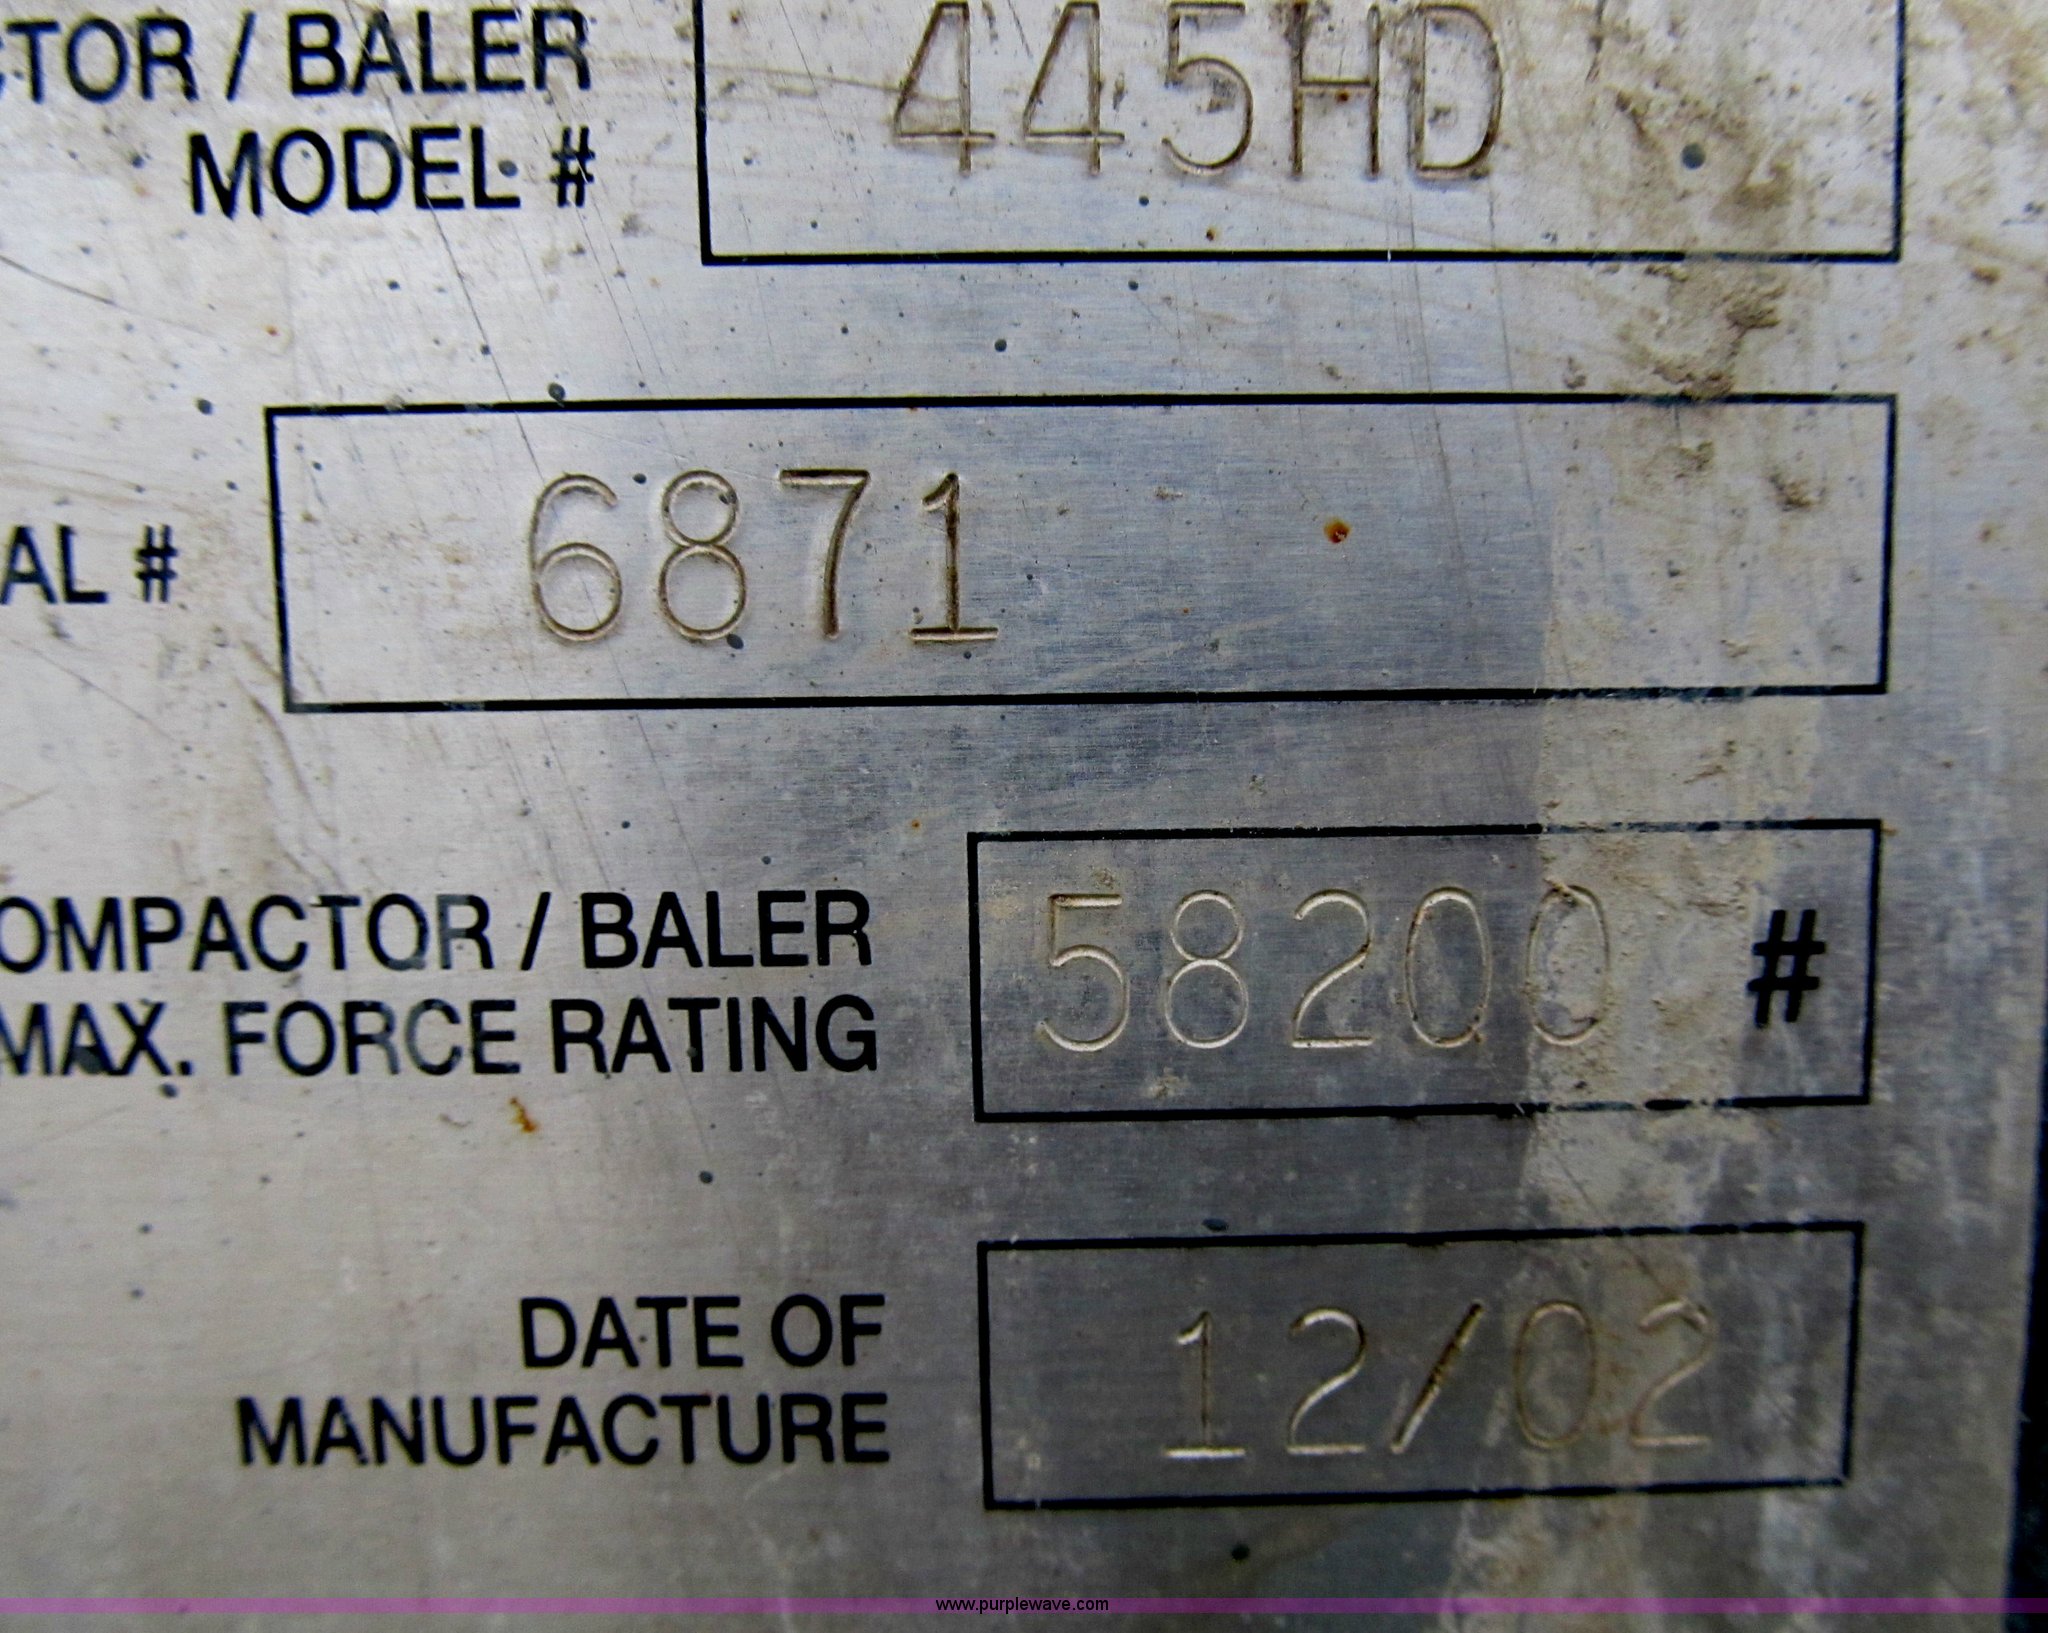 CTOR / BALER 445HD
MODEL #
AL # 6871
OMPACTOR / BALER 58200 #
MAX. FORCE RATING
DATE OF 12/02
MANUFACTURE
www.purplewave.com